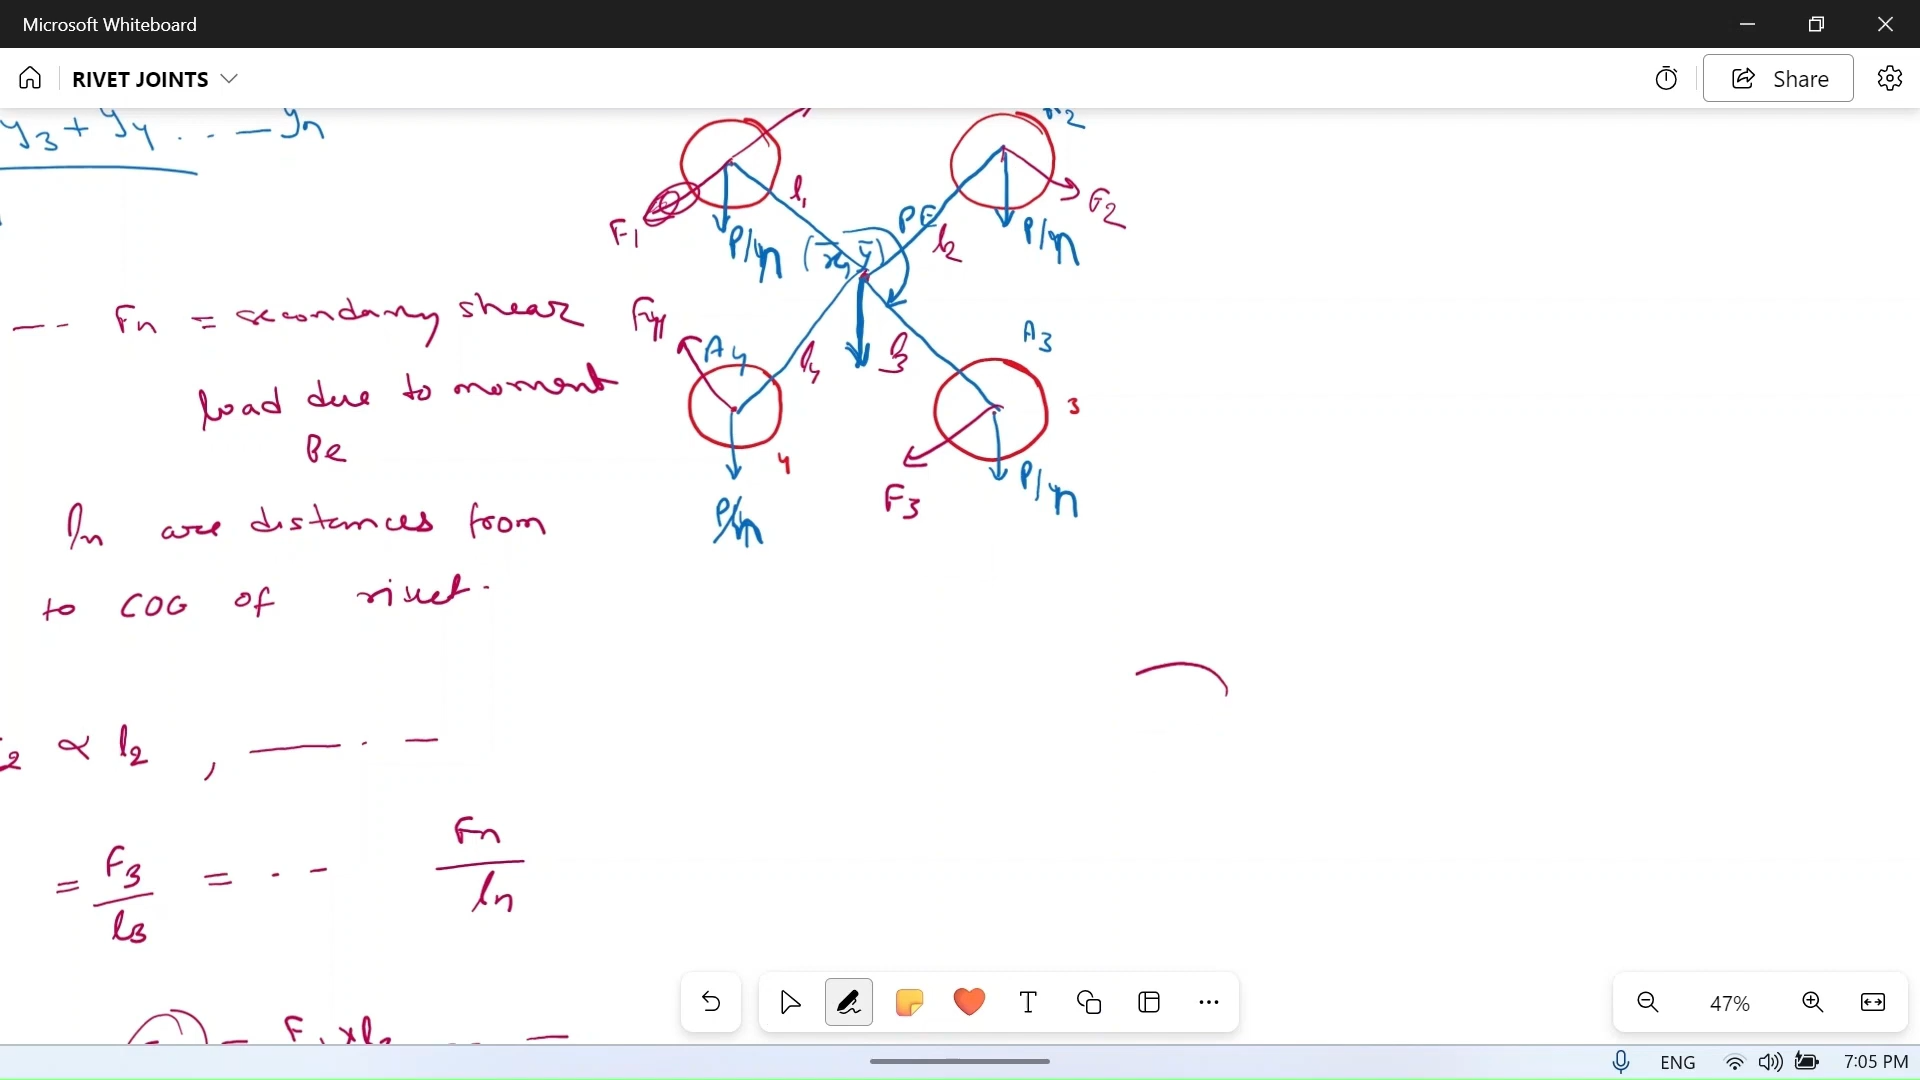 Microsoft Whiteboard
RIVET JOINTS
Share
y3 + y4 . . — yn
-- Fn = secondary shear
load due to moment
Pe
ln are distances from
to COG of rivet.
2 ∝ l2 , —— . —
= F3/l3 = . . – Fn/ln
F1 P/n l1 (x̄, ȳ) PE l2 F2 P/n
A4 l4 l3 A3
4 3
P/n F3 P/n
47%
ENG
7:05 PM